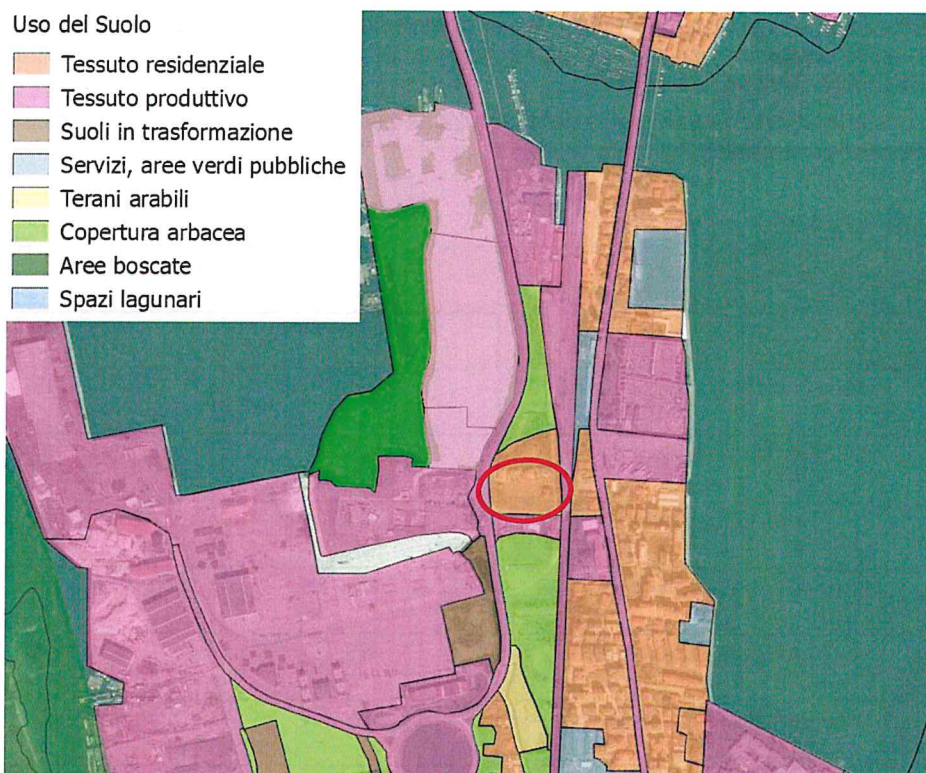 Uso del Suolo
Tessuto residenziale
Tessuto produttivo
Suoli in trasformazione
Servizi, aree verdi pubbliche
Terani arabili
Copertura arbacea
Aree boscate
Spazi lagunari